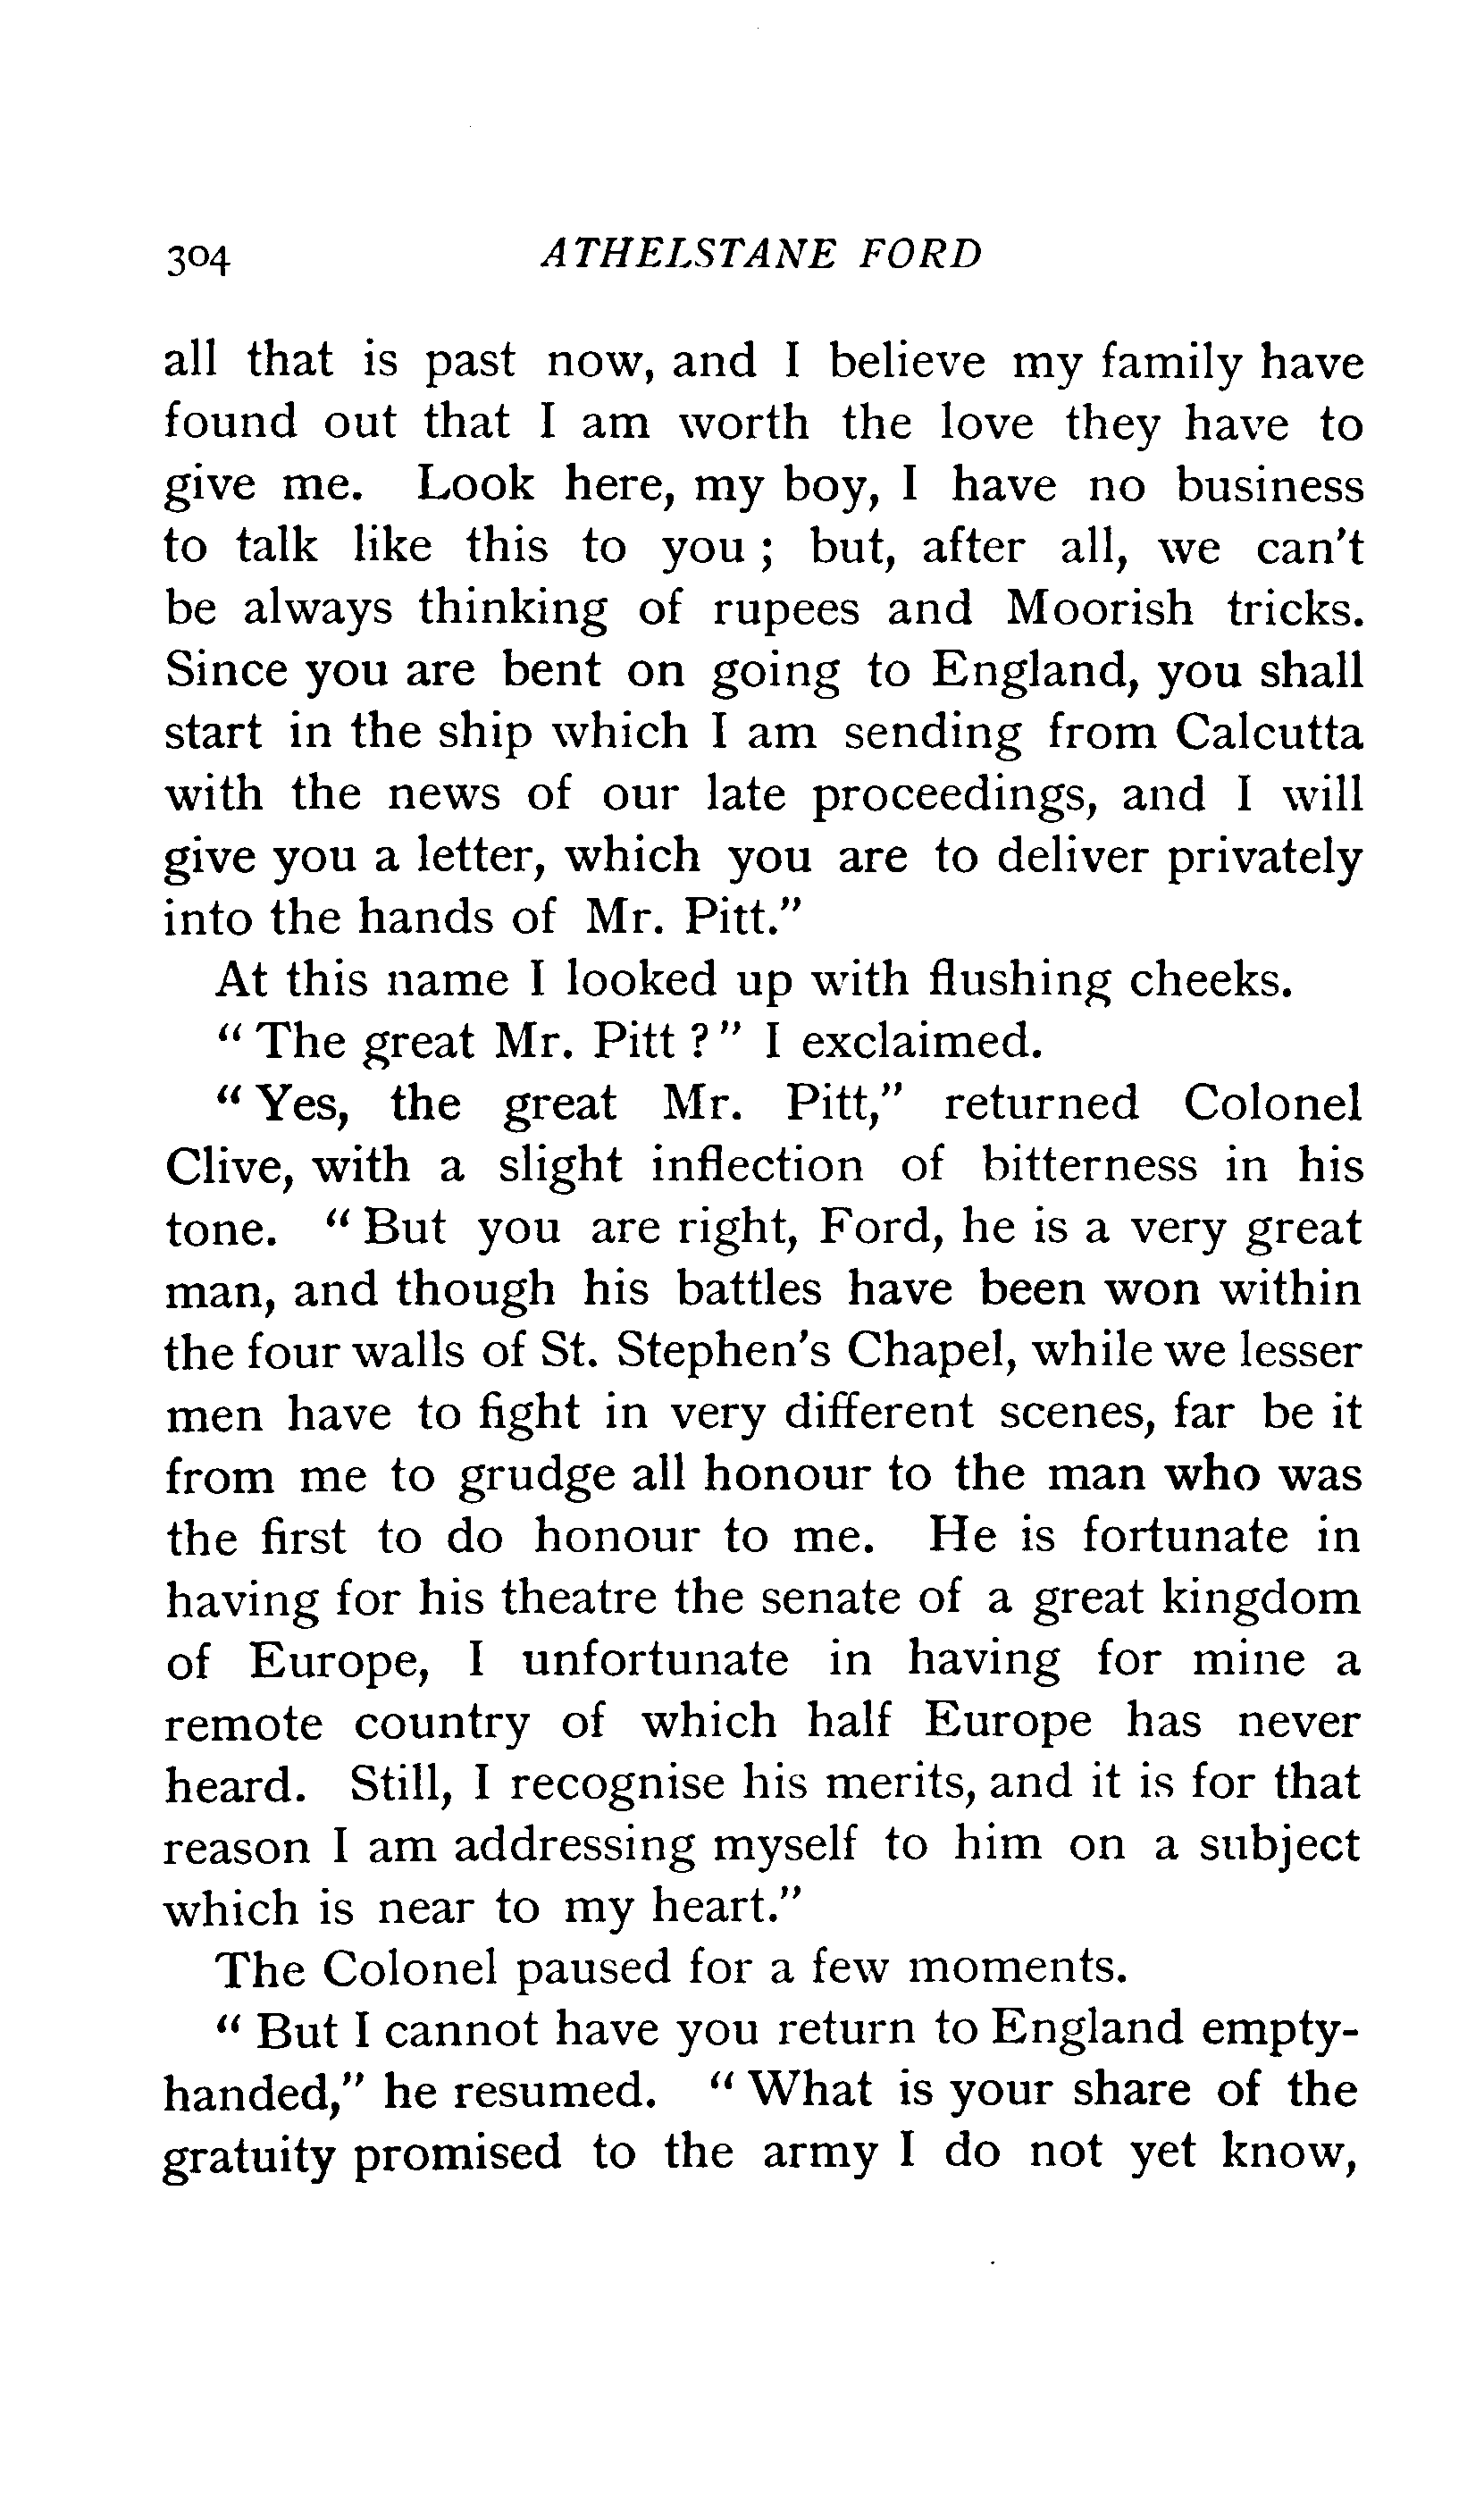 304 ATHELSTANE FORD
all that is past now, and I believe my family have
found out that I am worth the love they have to
give me. Look here, my boy, I have no business
to talk like this to you ; but, after all, we can't
be always thinking of rupees and Moorish tricks.
Since you are bent on going to England, you shall
start in the ship which I am sending from Calcutta
with the news of our late proceedings, and I will
give you a letter, which you are to deliver privately
into the hands of Mr. Pitt."
At this name I looked up with flushing cheeks.
" The great Mr. Pitt ? " I exclaimed.
" Yes, the great Mr. Pitt," returned Colonel
Clive, with a slight inflection of bitterness in his
tone. " But you are right, Ford, he is a very great
man, and though his battles have been won within
the four walls of St. Stephen's Chapel, while we lesser
men have to fight in very different scenes, far be it
from me to grudge all honour to the man who was
the first to do honour to me. He is fortunate in
having for his theatre the senate of a great kingdom
of Europe, I unfortunate in having for mine a
remote country of which half Europe has never
heard. Still, I recognise his merits, and it is for that
reason I am addressing myself to him on a subject
which is near to my heart."
The Colonel paused for a few moments.
" But I cannot have you return to England empty-
handed," he resumed. " What is your share of the
gratuity promised to the army I do not yet know,